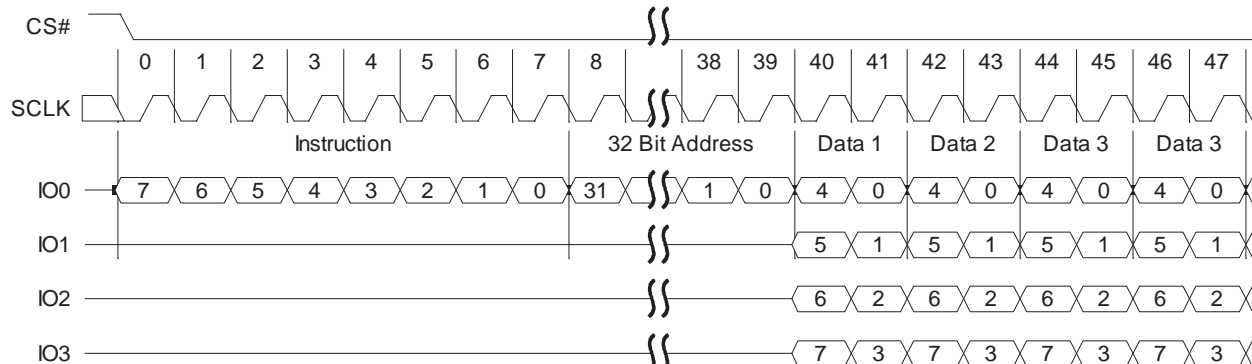 CS#
0 1 2 3 4 5 6 7 8 38 39 40 41 42 43 44 45 46 47
SCLK
Instruction 32 Bit Address Data 1 Data 2 Data 3 Data 3
IO0 7 6 5 4 3 2 1 0 31 1 0 4 0 4 0 4 0 4 0
IO1 5 1 5 1 5 1 5 1
IO2 6 2 6 2 6 2 6 2
IO3 7 3 7 3 7 3 7 3